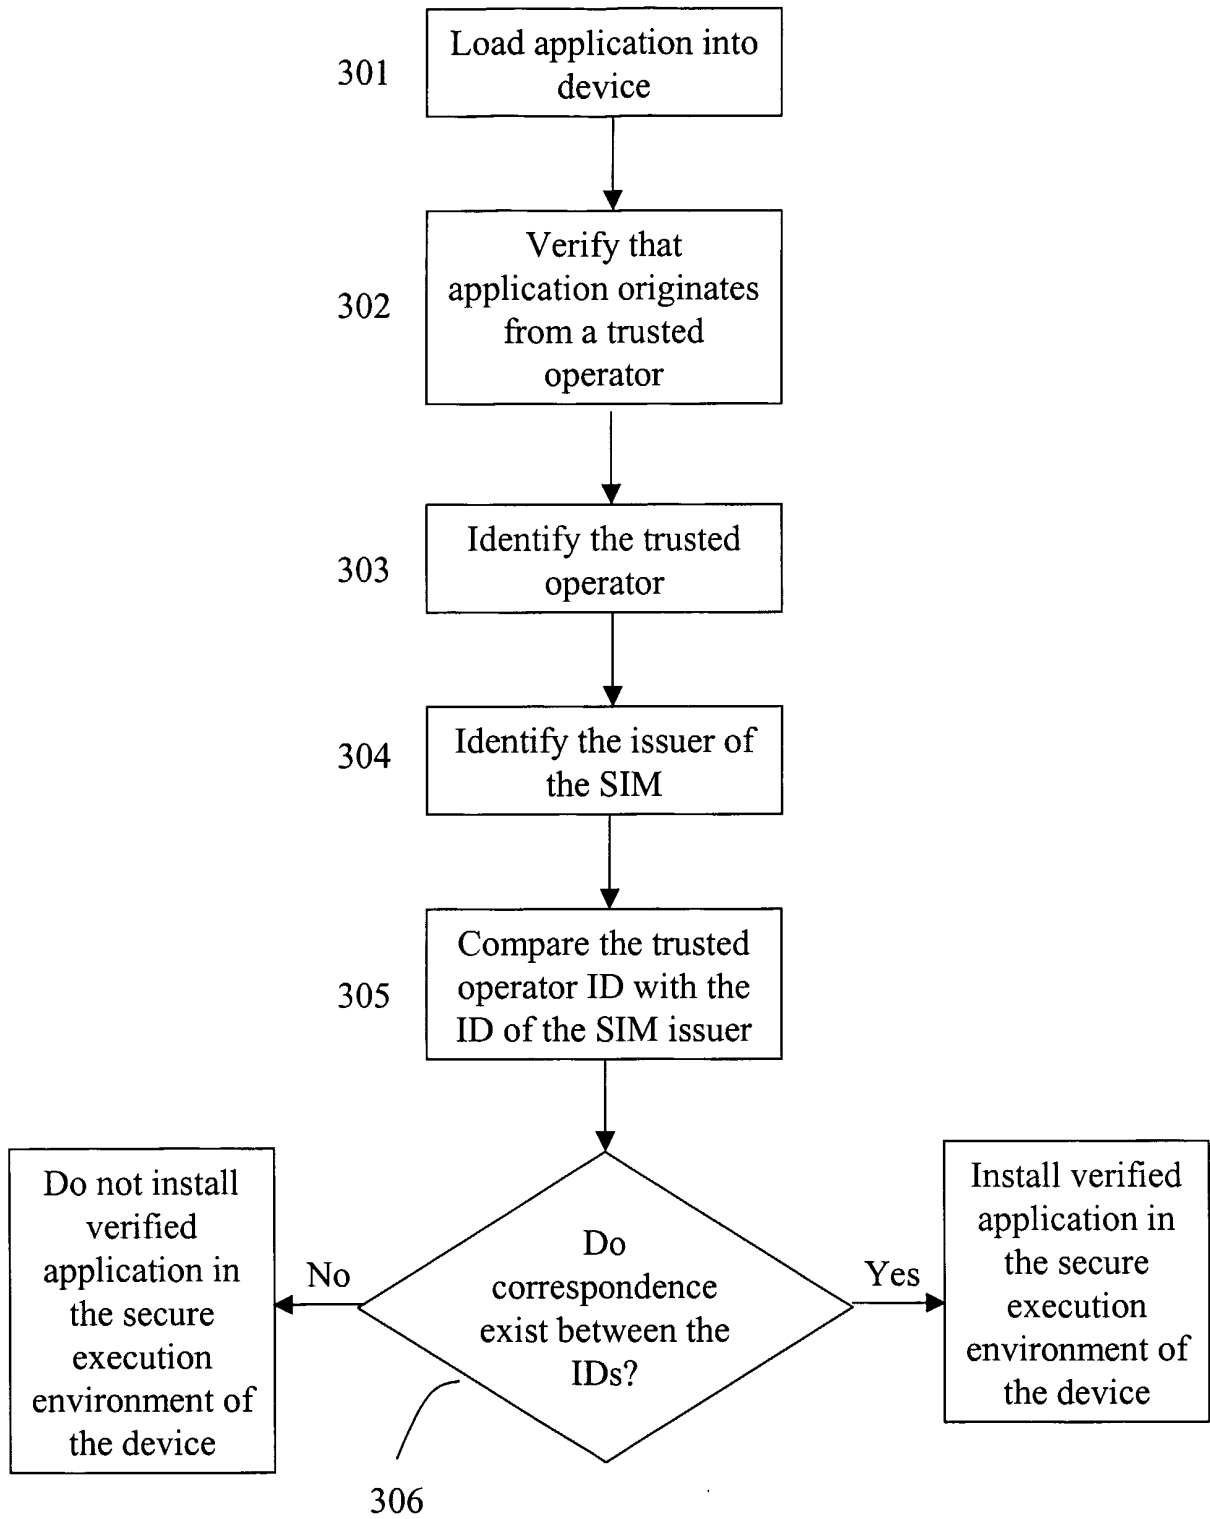 301
Load application into
device
302
Verify that
application originates
from a trusted
operator
303
Identify the trusted
operator
304
Identify the issuer of
the SIM
305
Compare the trusted
operator ID with the
ID of the SIM issuer
Do not install
verified
application in
the secure
execution
environment of
the device
No
Do
correspondence
exist between the
IDs?
Yes
Install verified
application in
the secure
execution
environment of
the device
306